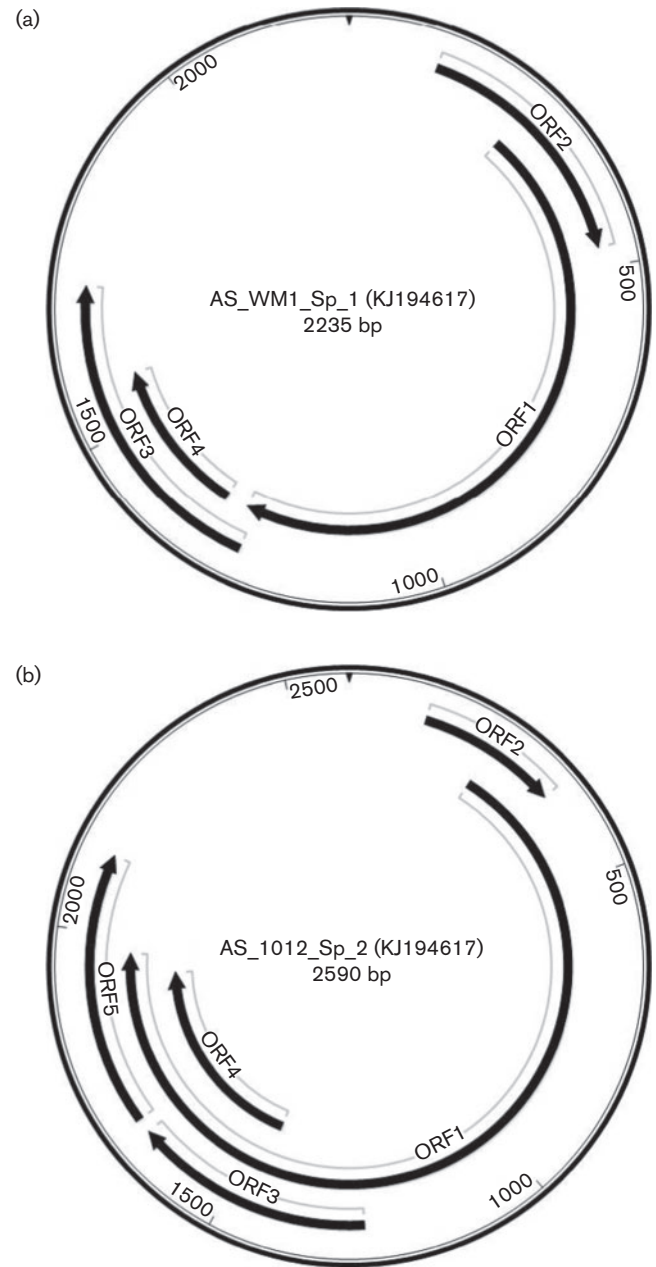 (a)
2000
ORF2
500
AS_WM1_Sp_1 (KJ194617)
2235 bp
ORF1
ORF4
ORF3
1500
1000
(b)
2500
ORF2
500
2000
AS_1012_Sp_2 (KJ194617)
2590 bp
ORF5
ORF4
ORF1
ORF3
1500
1000